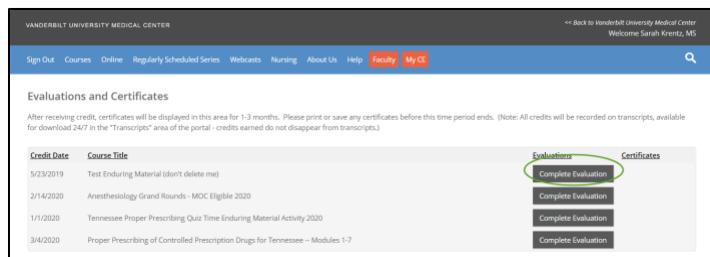 VANDERBILT UNIVERSITY MEDICAL CENTER
<< Back to Vanderbilt University Medical Center
Welcome Sarah Krentz, MS
Sign Out Courses Online Regularly Scheduled Series Webcasts Nursing About Us Help Faculty My CE
Evaluations and Certificates
After receiving credit, certificates will be displayed in this area for 1-3 months. Please print or save any certificates before this time period ends. (Note: All credits will be recorded on transcripts, available
for download 24/7 in the "Transcripts" area of the portal - credits earned do not disappear from transcripts.)
Credit Date Course Title Evaluations Certificates
5/23/2019 Test Enduring Material (don't delete me) Complete Evaluation
2/14/2020 Anesthesiology Grand Rounds - MOC Eligible 2020 Complete Evaluation
1/1/2020 Tennessee Proper Prescribing Quiz Time Enduring Material Activity 2020 Complete Evaluation
3/4/2020 Proper Prescribing of Controlled Prescription Drugs for Tennessee -- Modules 1-7 Complete Evaluation